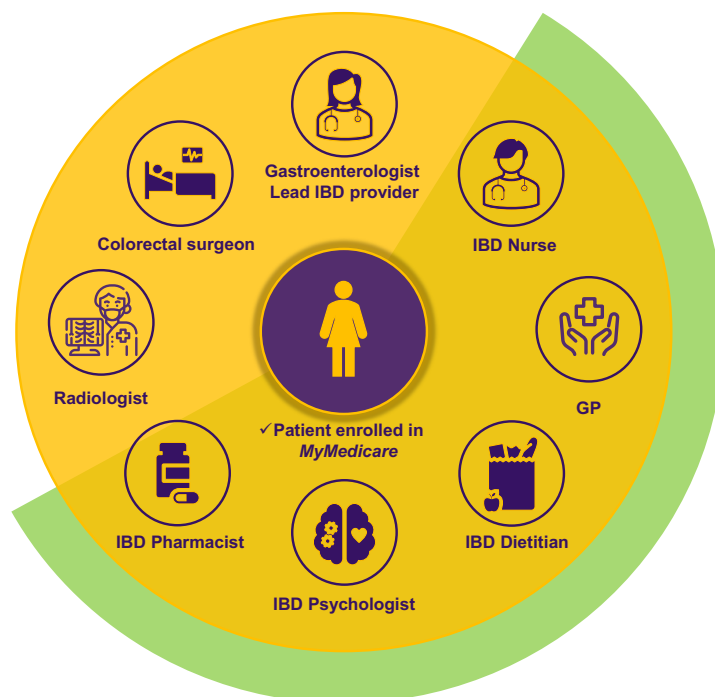 Gastroenterologist
Lead IBD provider
Colorectal surgeon
IBD Nurse
Radiologist
GP
✓Patient enrolled in
MyMedicare
IBD Pharmacist
IBD Dietitian
IBD Psychologist